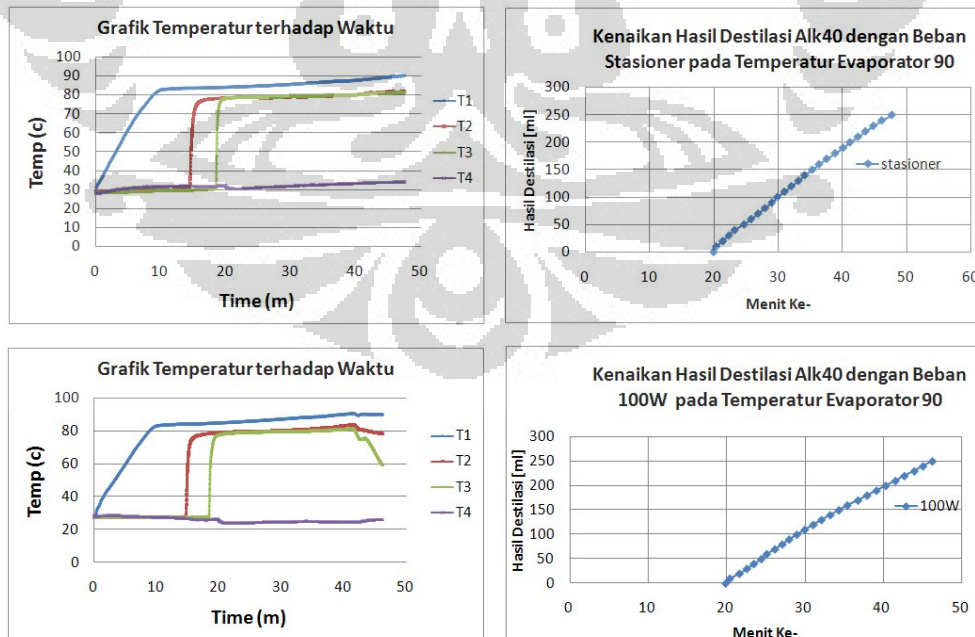 Grafik Temperatur terhadap Waktu
Temp (c)
100
90
80
70
60
50
40
30
20
10
0
0 10 20 30 40 50
Time (m)
T1
T2
T3
T4
Kenaikan Hasil Destilasi Alk40 dengan Beban
Stasioner pada Temperatur Evaporator 90
Hasil Destilasi [ml]
300
250
200
150
100
50
0
0 10 20 30 40 50 60
Menit Ke-
stasioner
Grafik Temperatur terhadap Waktu
Temp (c)
100
80
60
40
20
0
0 10 20 30 40 50
Time (m)
T1
T2
T3
T4
Kenaikan Hasil Destilasi Alk40 dengan Beban
100W pada Temperatur Evaporator 90
Hasil Destilasi [ml]
300
250
200
150
100
50
0
0 10 20 30 40 50
Menit Ke-
100W